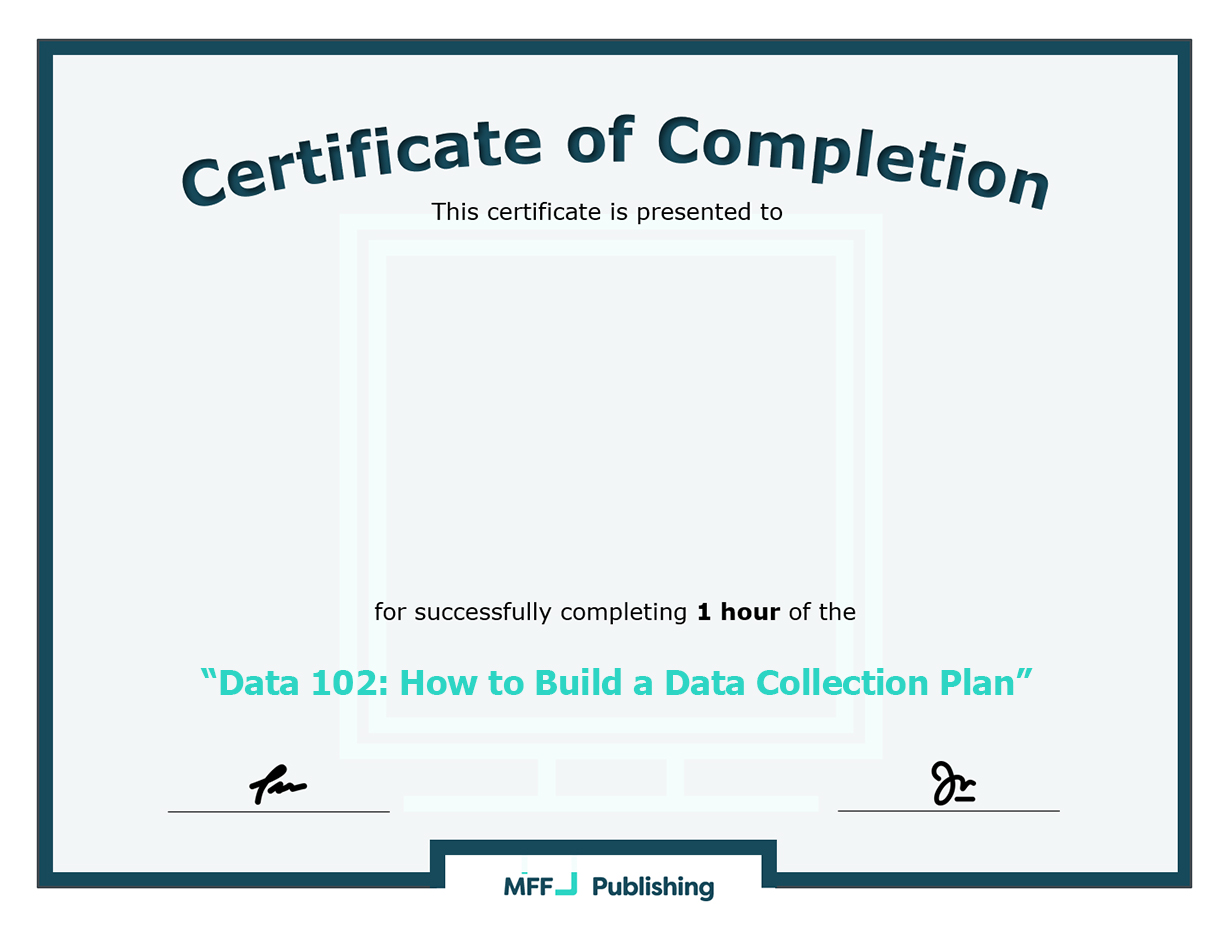 Certificate of Completion
This certificate is presented to
for successfully completing 1 hour of the
“Data 102: How to Build a Data Collection Plan”
MFF Publishing